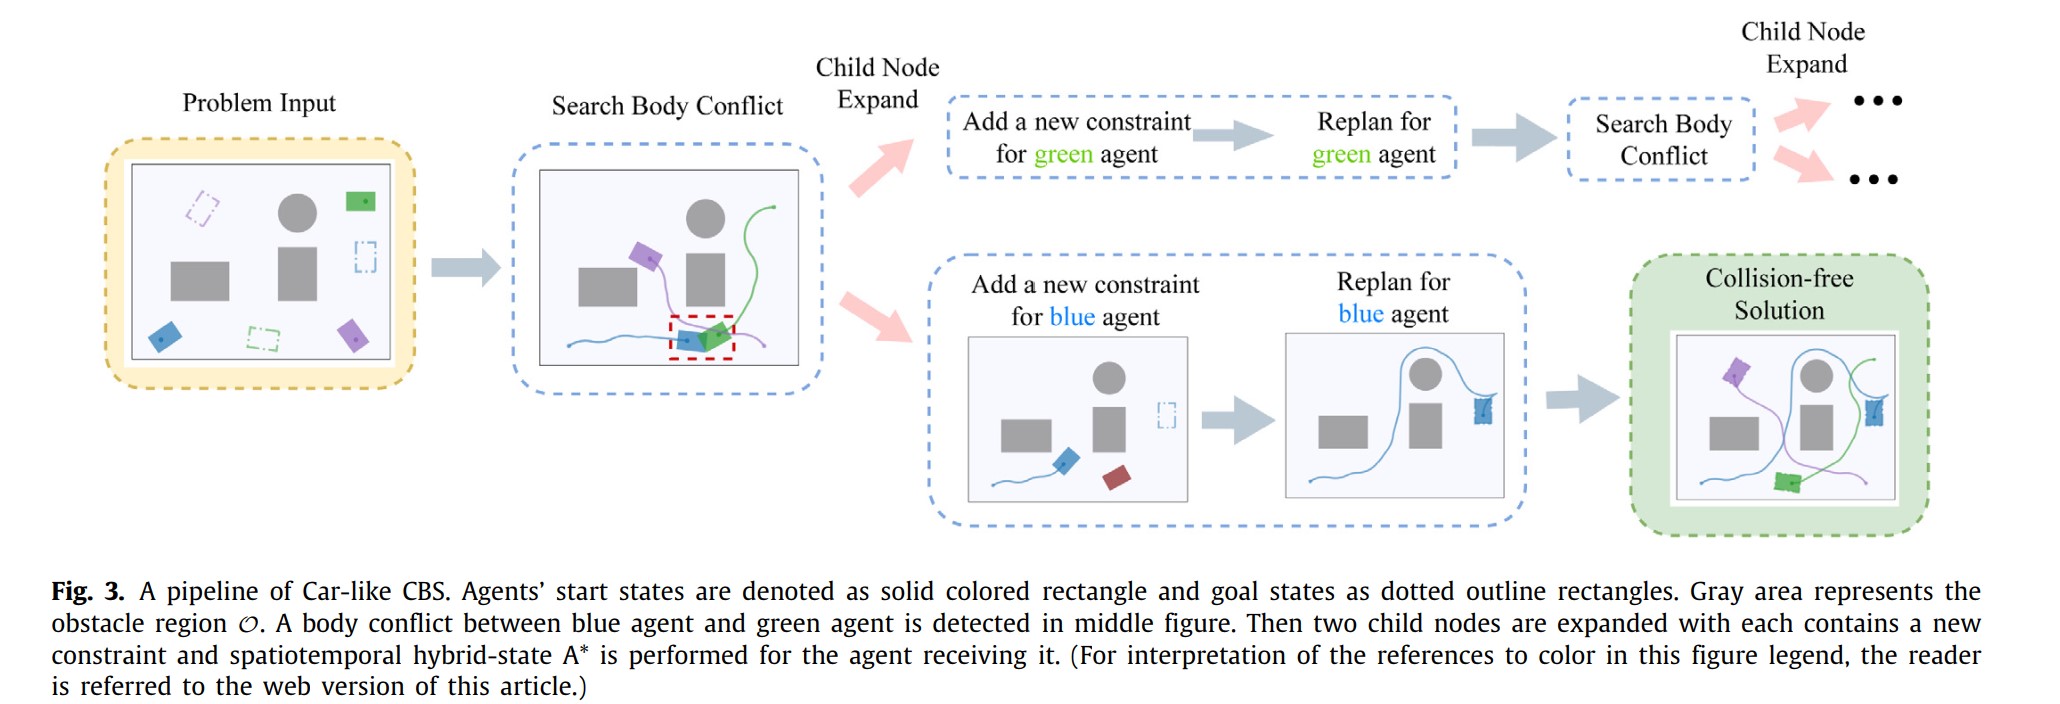 Problem Input
Search Body Conflict
Child Node
Expand
Add a new constraint
for green agent
Replan for
green agent
Search Body
Conflict
Child Node
Expand
Add a new constraint
for blue agent
Replan for
blue agent
Collision-free
Solution
Fig. 3. A pipeline of Car-like CBS. Agents’ start states are denoted as solid colored rectangle and goal states as dotted outline rectangles. Gray area represents the
obstacle region 𝒪. A body conflict between blue agent and green agent is detected in middle figure. Then two child nodes are expanded with each contains a new
constraint and spatiotemporal hybrid-state A* is performed for the agent receiving it. (For interpretation of the references to color in this figure legend, the reader
is referred to the web version of this article.)